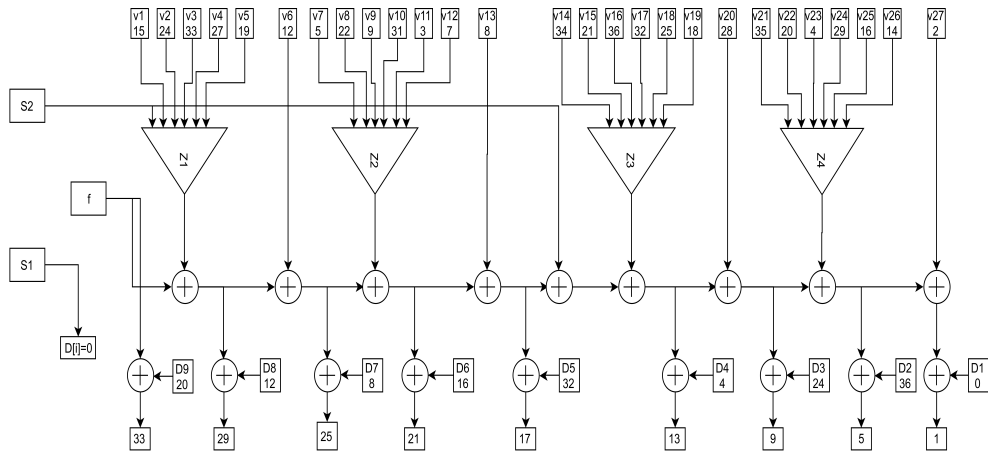 v1 v2 v3 v4 v5 v6 v7 v8 v9 v10 v11 v12 v13 v14 v15 v16 v17 v18 v19 v20 v21 v22 v23 v24 v25 v26 v27
15 24 33 27 19 12 5 22 9 31 3 7 8 34 21 36 32 25 18 28 35 20 4 29 16 14 2
S2
Z1 Z2 Z3 Z4
f
S1
D[i]=0
D9 D8 D7 D6 D5 D4 D3 D2 D1
20 12 8 16 32 4 24 36 0
33 29 25 21 17 13 9 5 1